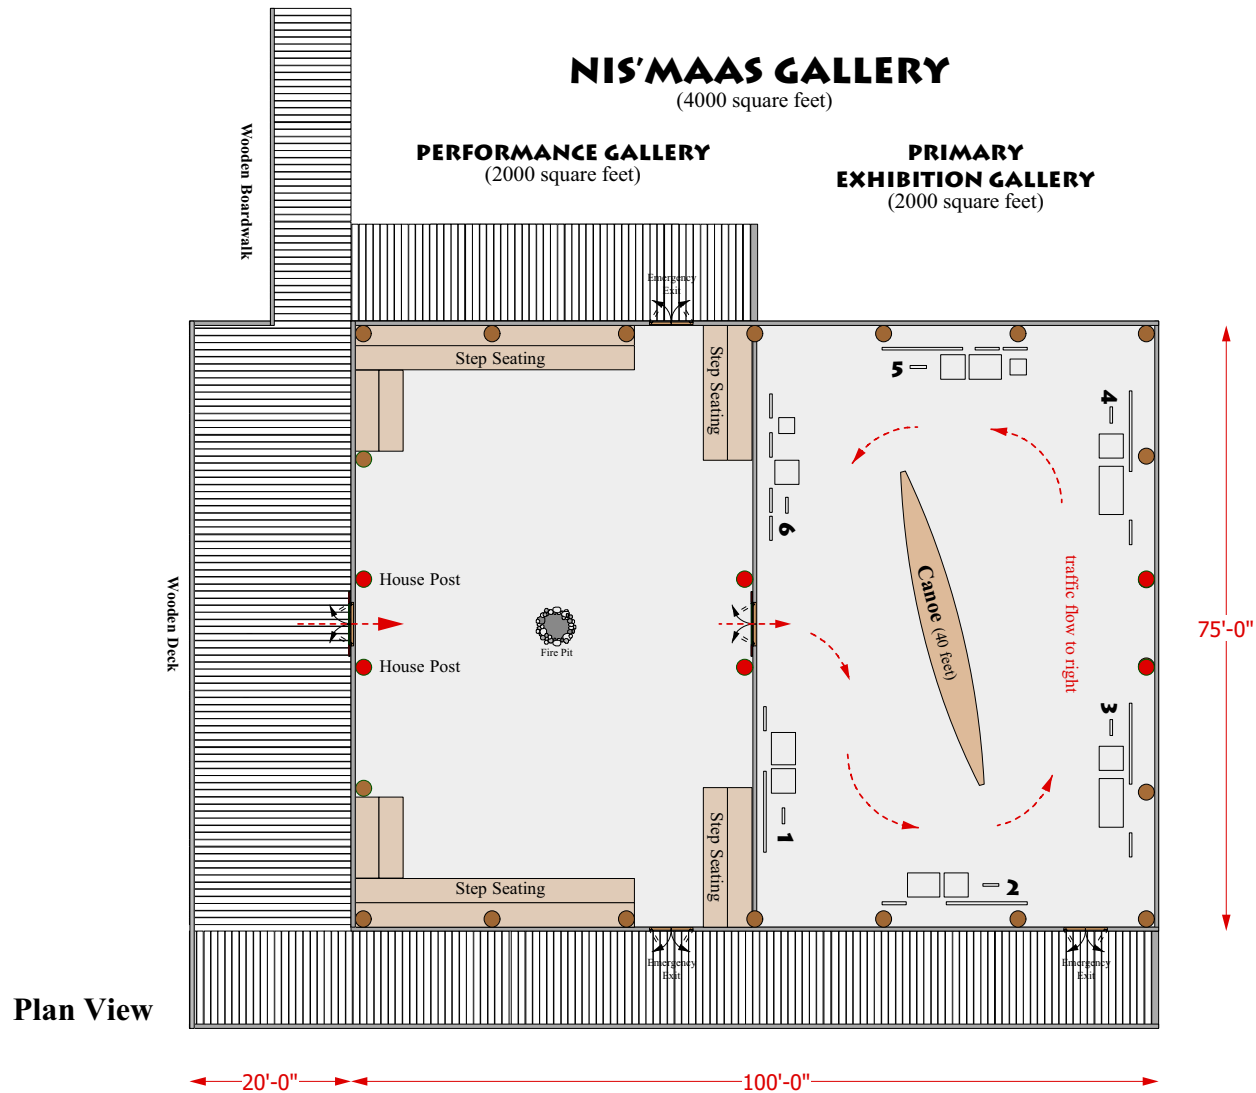 NIS'MAAS GALLERY
(4000 square feet)
PERFORMANCE GALLERY
(2000 square feet)
PRIMARY
EXHIBITION GALLERY
(2000 square feet)
Wooden Boardwalk
Emergency
Exit
Step Seating
Step Seating
5
4
6
House Post
House Post
Fire Pit
Canoe (40 feet)
traffic flow to right
75'-0"
Wooden Deck
3
1
2
Step Seating
Step Seating
Emergency
Exit
Emergency
Exit
Plan View
20'-0"
100'-0"